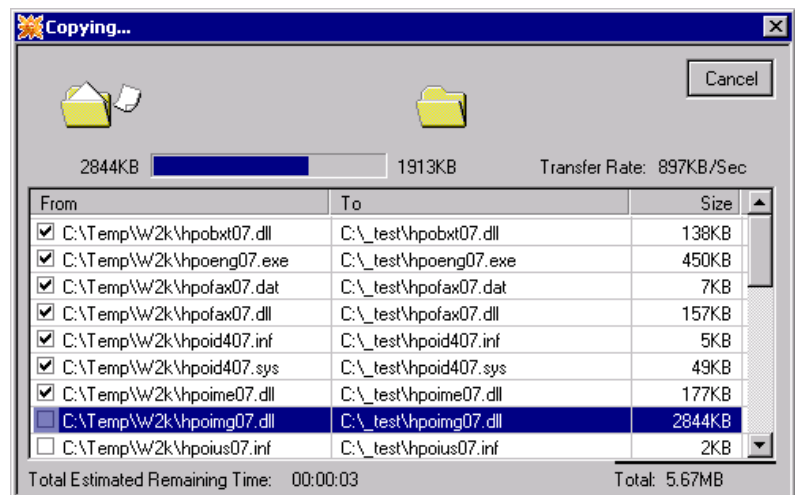 Copying...
Cancel
2844KB 1913KB Transfer Rate: 897KB/Sec
From To Size
C:\Temp\W2k\hpobxt07.dll C:\_test\hpobxt07.dll 138KB
C:\Temp\W2k\hpoeng07.exe C:\_test\hpoeng07.exe 450KB
C:\Temp\W2k\hpofax07.dat C:\_test\hpofax07.dat 7KB
C:\Temp\W2k\hpofax07.dll C:\_test\hpofax07.dll 157KB
C:\Temp\W2k\hpoid407.inf C:\_test\hpoid407.inf 5KB
C:\Temp\W2k\hpoid407.sys C:\_test\hpoid407.sys 49KB
C:\Temp\W2k\hpoime07.dll C:\_test\hpoime07.dll 177KB
C:\Temp\W2k\hpoimg07.dll C:\_test\hpoimg07.dll 2844KB
C:\Temp\W2k\hpoius07.inf C:\_test\hpoius07.inf 2KB
Total Estimated Remaining Time: 00:00:03 Total: 5.67MB